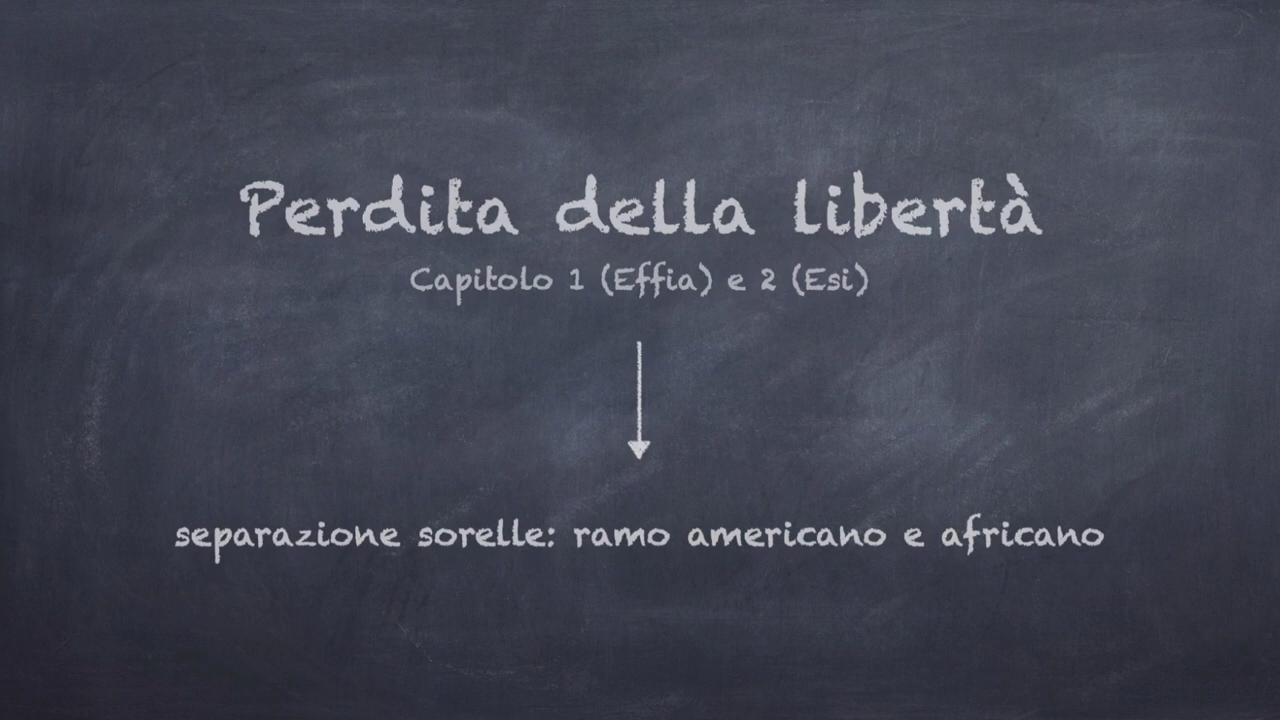 Perdita della libertà
Capitolo 1 (Effia) e 2 (Esi)
separazione sorelle: ramo americano e africano